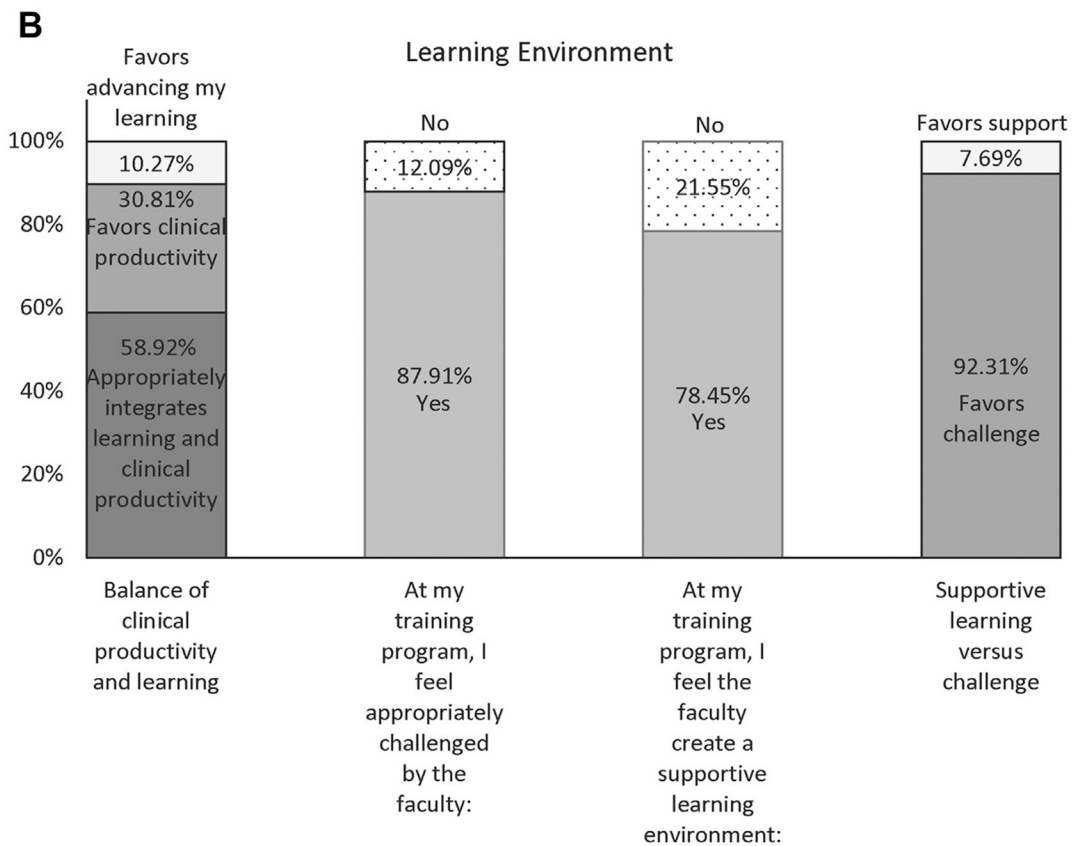 B
Learning Environment
Favors
advancing my
learning
No
No
Favors support
100%
80%
60%
40%
20%
0%
10.27%
30.81%
Favors clinical
productivity
58.92%
Appropriately
integrates
learning and
clinical
productivity
12.09%
87.91%
Yes
21.55%
78.45%
Yes
7.69%
92.31%
Favors
challenge
Balance of
clinical
productivity
and learning
At my
training
program, I
feel
appropriately
challenged
by the
faculty:
At my
training
program, I
feel the
faculty
create a
supportive
learning
environment:
Supportive
learning
versus
challenge